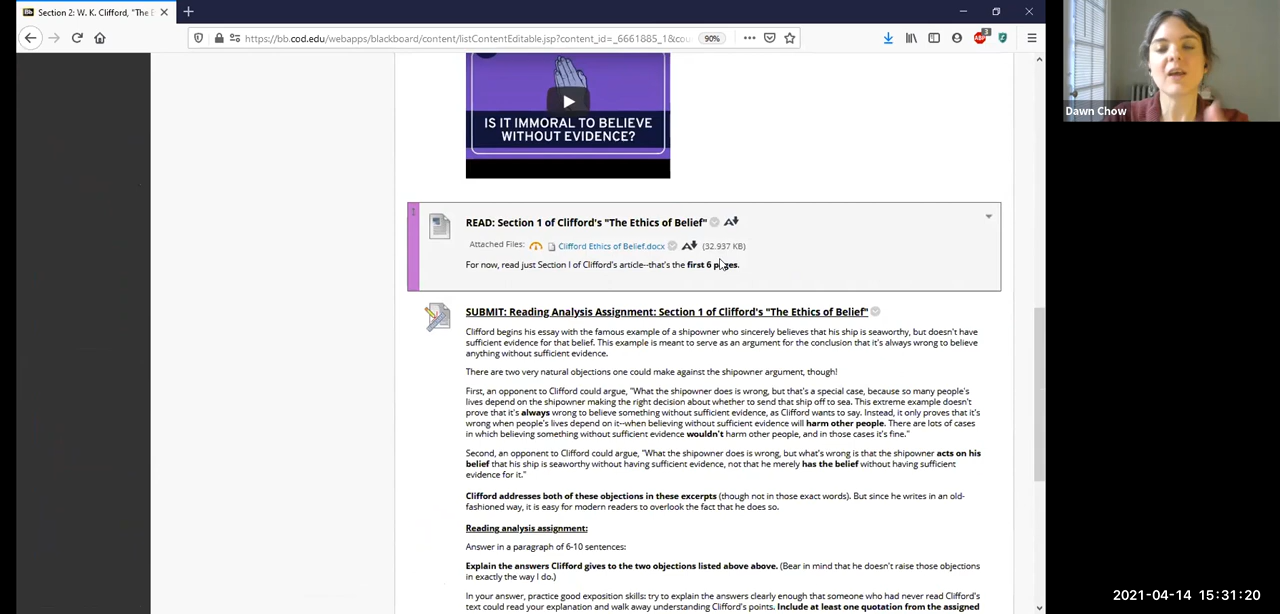 Section 2: W. K. Clifford, "The E
https://bb.cod.edu/webapps/blackboard/content/listContentEditable.jsp?content_id=_6661885_1&cou
90%
3
Dawn Chow
IS IT IMMORAL TO BELIEVE
WITHOUT EVIDENCE?
READ: Section 1 of Clifford's "The Ethics of Belief"
Attached Files: Clifford Ethics of Belief.docx (32.937 KB)
For now, read just Section I of Clifford's article--that's the first 6 pages.
SUBMIT: Reading Analysis Assignment: Section 1 of Clifford's "The Ethics of Belief"
Clifford begins his essay with the famous example of a shipowner who sincerely believes that his ship is seaworthy, but doesn't have
sufficient evidence for that belief. This example is meant to serve as an argument for the conclusion that it's always wrong to believe
anything without sufficient evidence.
There are two very natural objections one could make against the shipowner argument, though!
First, an opponent to Clifford could argue, "What the shipowner does is wrong, but that's a special case, because so many people's
lives depend on the shipowner making the right decision about whether to send that ship off to sea. This extreme example doesn't
prove that it's always wrong to believe something without sufficient evidence, as Clifford wants to say. Instead, it only proves that it's
wrong when people's lives depend on it--when believing without sufficient evidence will harm other people. There are lots of cases
in which believing something without sufficient evidence wouldn't harm other people, and in those cases it's fine."
Second, an opponent to Clifford could argue, "What the shipowner does is wrong, but what's wrong is that the shipowner acts on his
belief that his ship is seaworthy without having sufficient evidence, not that he merely has the belief without having sufficient
evidence for it."
Clifford addresses both of these objections in these excerpts (though not in those exact words). But since he writes in an old-
fashioned way, it is easy for modern readers to overlook the fact that he does so.
Reading analysis assignment:
Answer in a paragraph of 6-10 sentences:
Explain the answers Clifford gives to the two objections listed above above. (Bear in mind that he doesn't raise those objections
in exactly the way I do.)
In your answer, practice good exposition skills: try to explain the answers clearly enough that someone who had never read Clifford's
text could read your explanation and walk away understanding Clifford's points. Include at least one quotation from the assigned
2021-04-14 15:31:20